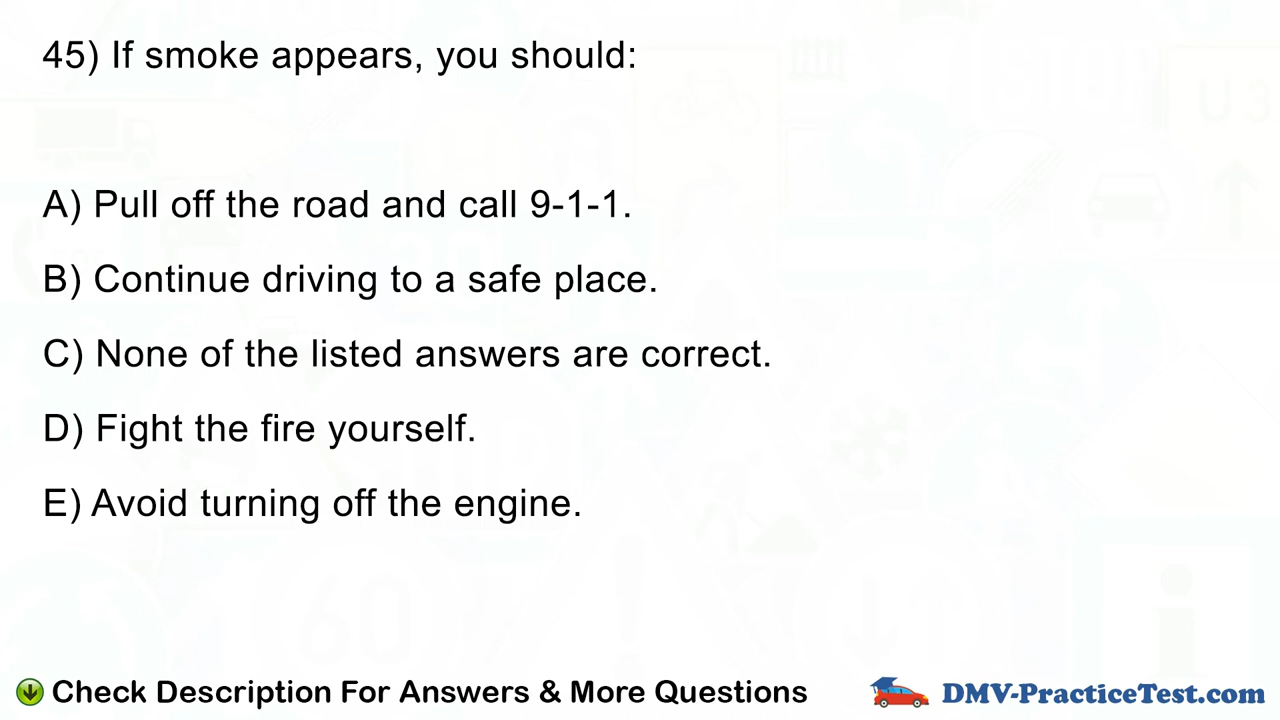 45) If smoke appears, you should:
A) Pull off the road and call 9-1-1.
B) Continue driving to a safe place.
C) None of the listed answers are correct.
D) Fight the fire yourself.
E) Avoid turning off the engine.
U 3
60
Check Description For Answers & More Questions
DMV-PracticeTest.com